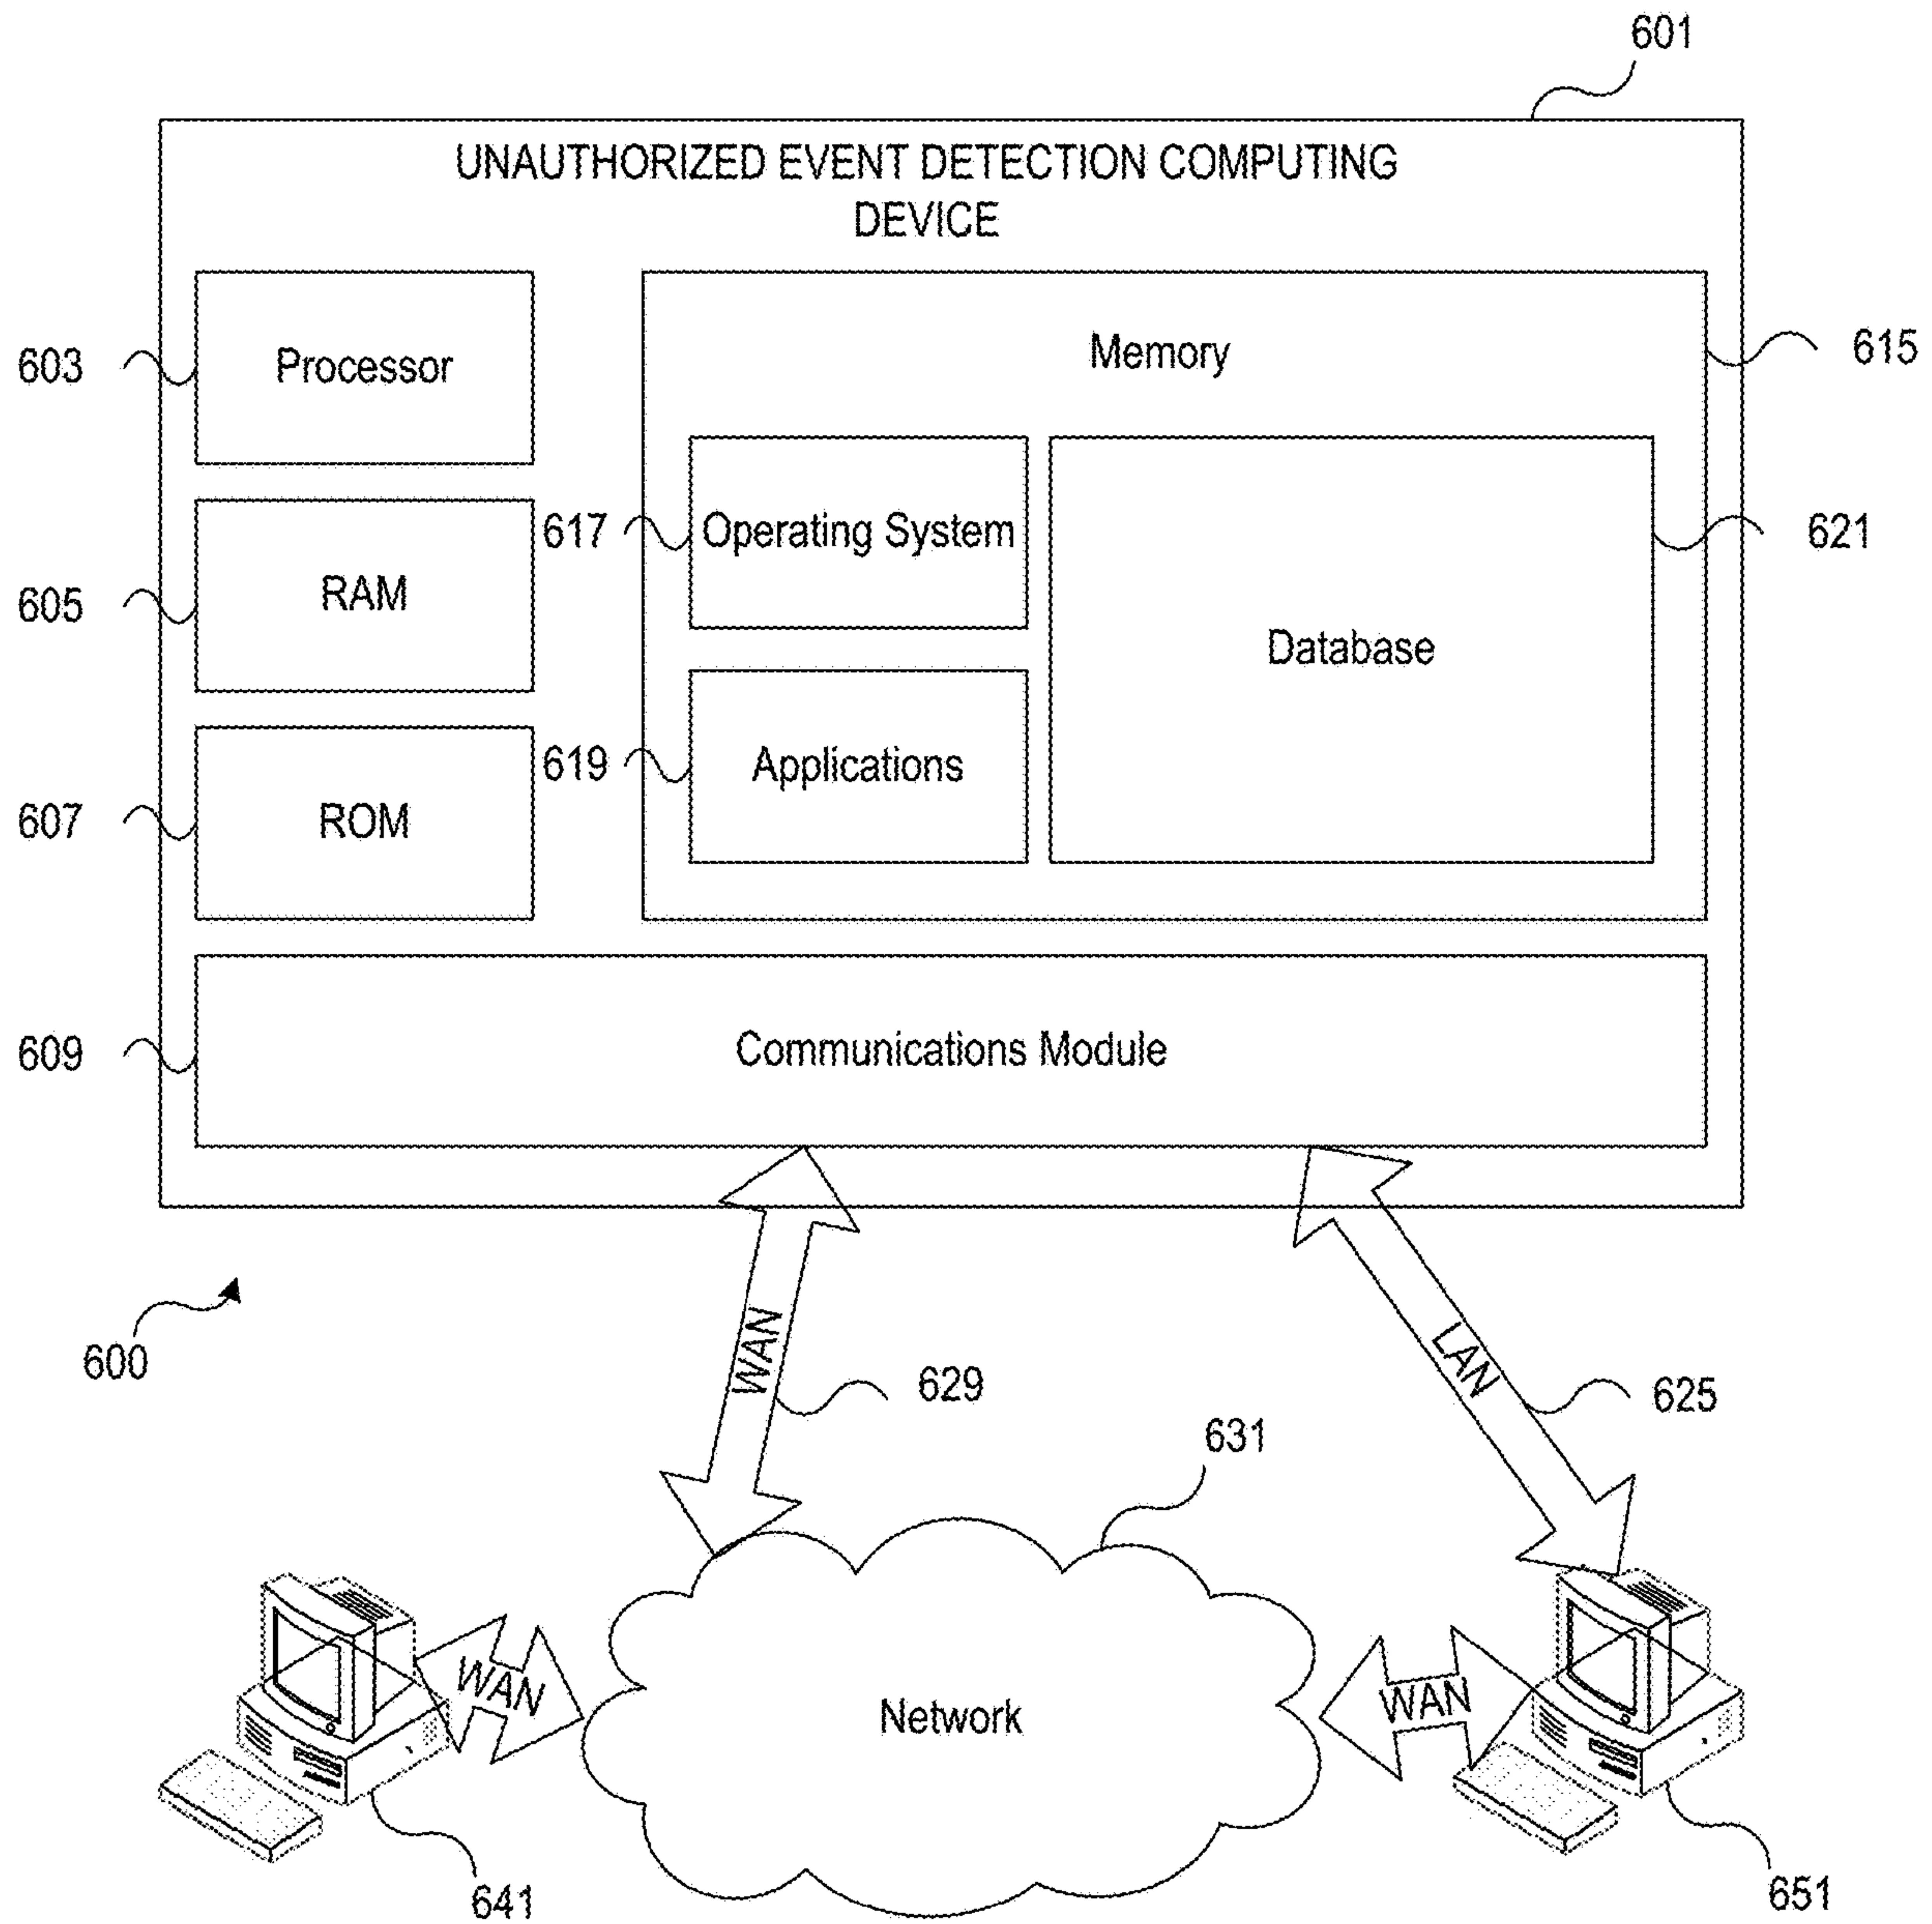 601
UNAUTHORIZED EVENT DETECTION COMPUTING
DEVICE
603
Processor
Memory
615
605
RAM
617
Operating System
621
Database
607
ROM
619
Applications
609
Communications Module
600
WAN
629
LAN
625
631
WAN
Network
WAN
641
651